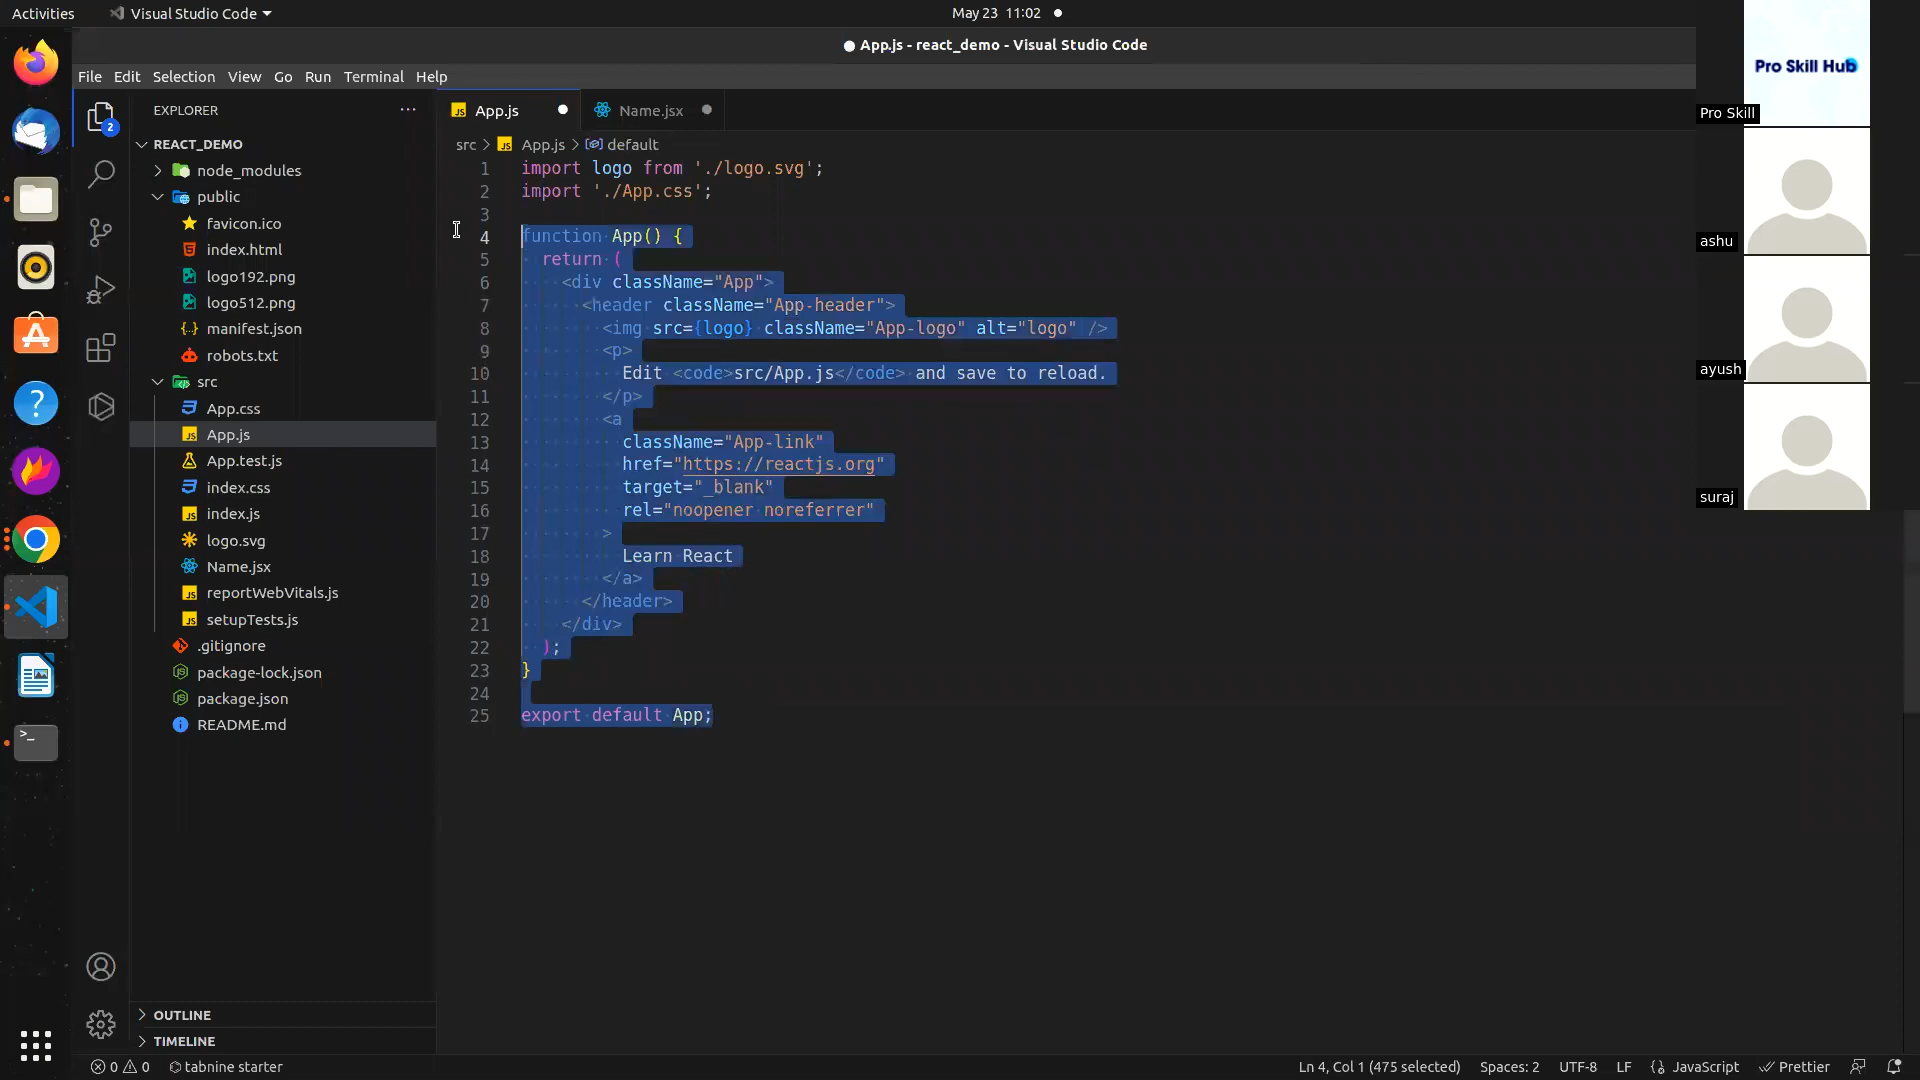 Activities
Visual Studio Code
May 23 11:02
App.js - react_demo - Visual Studio Code
File Edit Selection View Go Run Terminal Help
EXPLORER
REACT_DEMO
node_modules
public
favicon.ico
index.html
logo192.png
logo512.png
manifest.json
robots.txt
src
App.css
App.js
App.test.js
index.css
index.js
logo.svg
Name.jsx
reportWebVitals.js
setupTests.js
.gitignore
package-lock.json
package.json
README.md
OUTLINE
TIMELINE
2
App.js
Name.jsx
src > App.js > default
1 import logo from './logo.svg';
2 import './App.css';
3
4 function App() {
5 return (
6 <div className="App">
7 <header className="App-header">
8 <img src={logo} className="App-logo" alt="logo" />
9 <p>
10 Edit <code>src/App.js</code> and save to reload.
11 </p>
12 <a
13 className="App-link"
14 href="https://reactjs.org"
15 target="_blank"
16 rel="noopener noreferrer"
17 >
18 Learn React
19 </a>
20 </header>
21 </div>
22 );
23 }
24
25 export default App;
Pro Skill Hub
Pro Skill
ashu
ayush
suraj
0 0 tabnine starter
Ln 4, Col 1 (475 selected) Spaces: 2 UTF-8 LF {} JavaScript Prettier